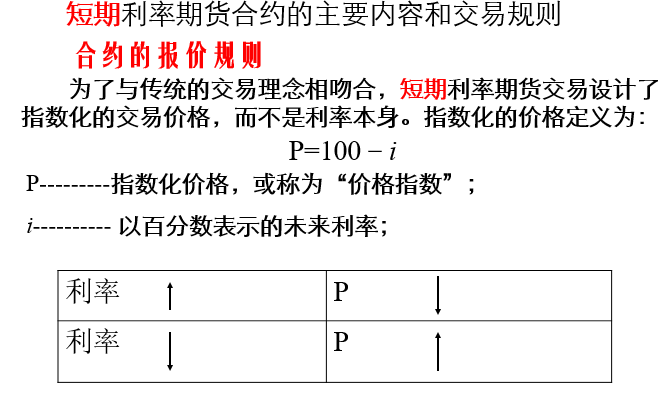 短期利率期货合约的主要内容和交易规则
合约的报价规则
为了与传统的交易理念相吻合，短期利率期货交易设计了
指数化的交易价格，而不是利率本身。指数化的价格定义为：
P=100 − i
P---------指数化价格，或称为“价格指数”；
i---------- 以百分数表示的未来利率；
利率 ↑ P ↓
利率 ↓ P ↑